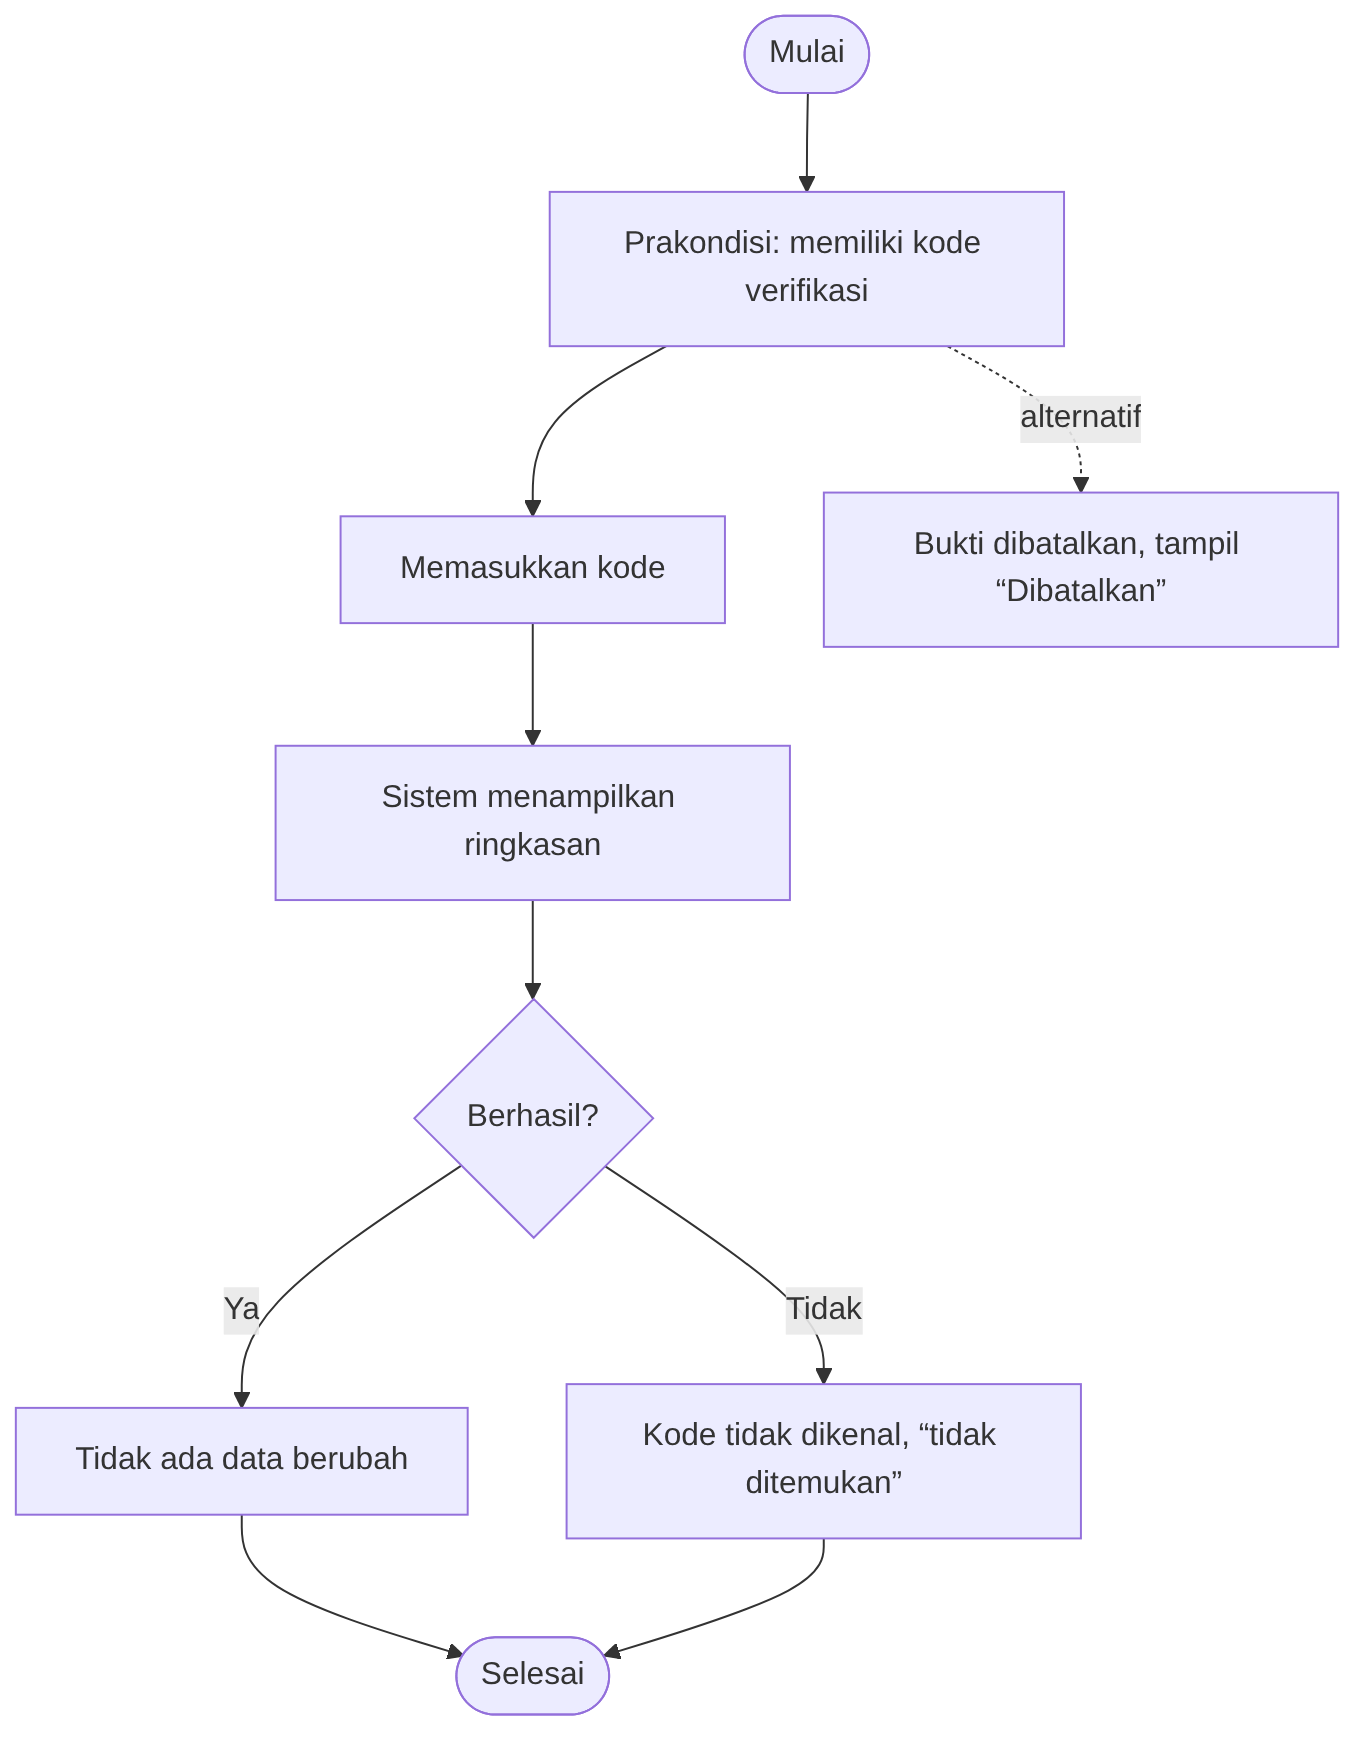 Mulai
Prakondisi: memiliki kode
verifikasi
alternatif
Memasukkan kode
Bukti dibatalkan, tampil
“Dibatalkan”
Sistem menampilkan
ringkasan
Berhasil?
Ya
Tidak
Tidak ada data berubah
Kode tidak dikenal, “tidak
ditemukan”
Selesai